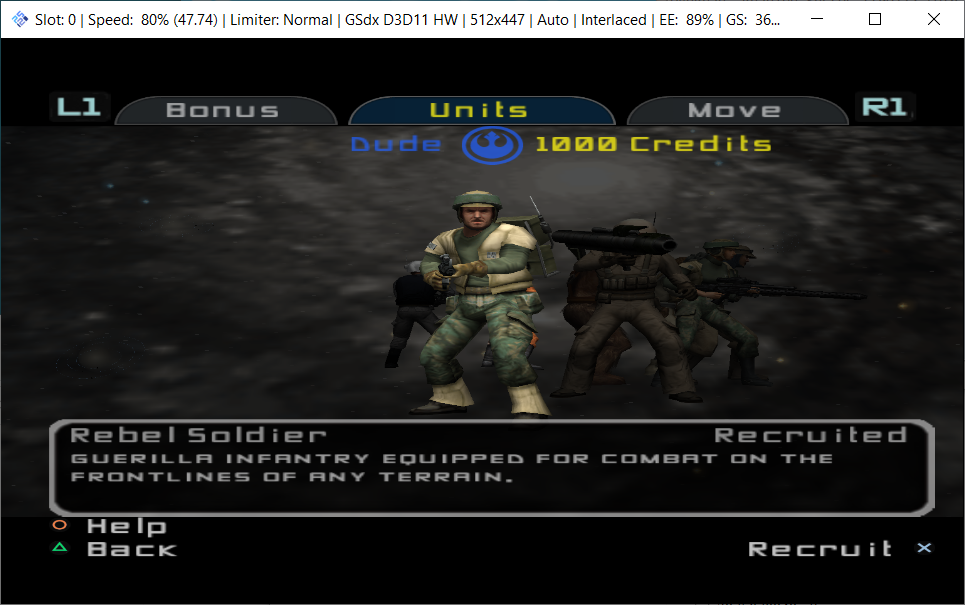 Slot: 0 | Speed: 80% (47.74) | Limiter: Normal | GSdx D3D11 HW | 512x447 | Auto | Interlaced | EE: 89% | GS: 36...
L1 Bonus Units Move R1
Dude 1000 Credits
Rebel Soldier Recruited
GUERILLA INFANTRY EQUIPPED FOR COMBAT ON THE
FRONTLINES OF ANY TERRAIN.
Help
Back Recruit